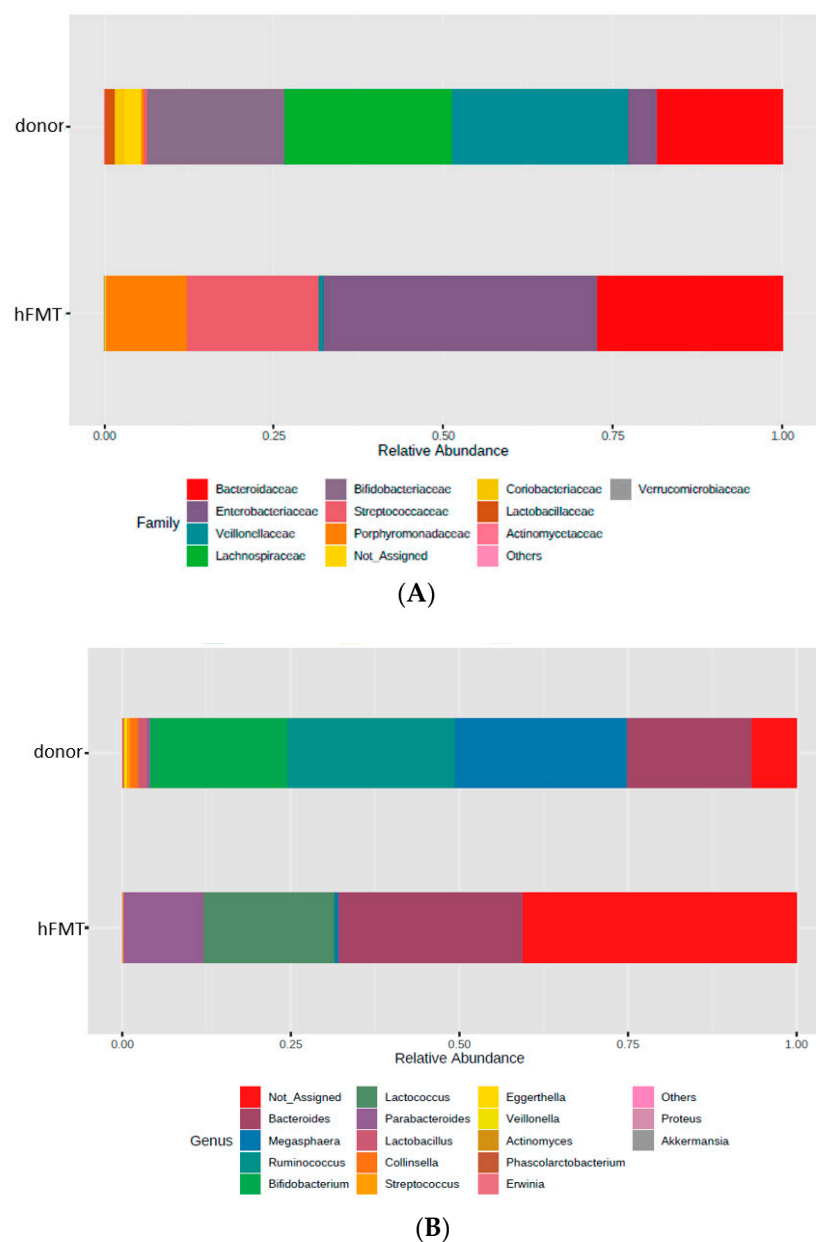 donor
hFMT
0.00 0.25 0.50 0.75 1.00
Relative Abundance
Family
Bacteroidaceae Bifidobacteriaceae Coriobacteriaceae Verrucomicrobiaceae
Enterobacteriaceae Streptococcaceae Lactobacillaceae
Veillonellaceae Porphyromonadaceae Actinomycetaceae
Lachnospiraceae Not_Assigned Others
(A)
donor
hFMT
0.00 0.25 0.50 0.75 1.00
Relative Abundance
Genus
Not_Assigned Lactococcus Eggerthella Others
Bacteroides Parabacteroides Veillonella Proteus
Megasphaera Lactobacillus Actinomyces Akkermansia
Ruminococcus Collinsella Phascolarctobacterium
Bifidobacterium Streptococcus Erwinia
(B)